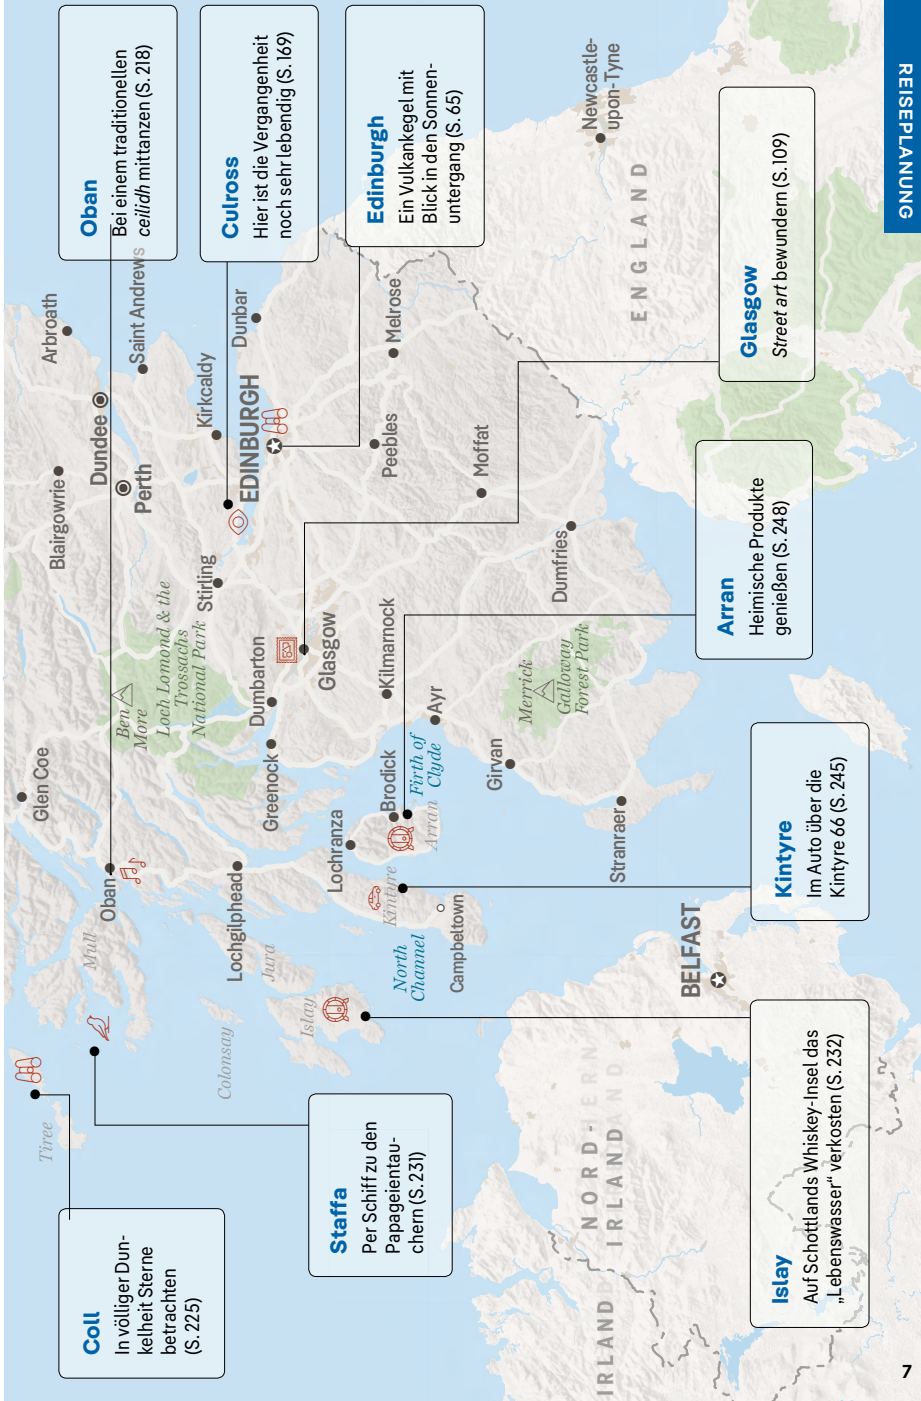 REISEPLANUNG
Coll
In völliger Dun-
kelheit Sterne
betrachten
(S. 225)
Staffa
Per Schiff zu den
Papageientau-
chern (S. 231)
Islay
Auf Schottlands Whiskey-Insel das
„Lebenswasser“ verkosten (S. 232)
Kintyre
Im Auto über die
Kintyre 66 (S. 245)
Arran
Heimische Produkte
genießen (S. 248)
Glasgow
Street art bewundern (S. 109)
Oban
Bei einem traditionellen
ceilidh mittanzen (S. 218)
Culross
Hier ist die Vergangenheit
noch sehr lebendig (S. 169)
Edinburgh
Ein Vulkankegel mit
Blick in den Sonnen-
untergang (S. 65)
Tiree
Mull
Oban
Glen Coe
Ben
More
Loch Lomond & the
Trossachs
National Park
Blairgowrie
Arbroath
Dundee
Perth
Saint Andrews
Colonsay
Jura
Lochgilphead
Greenock
Dumbarton
Stirling
Kirkcaldy
EDINBURGH
Dunbar
Islay
Lochranza
Glasgow
Kintyre
Brodick
Arran
Firth of
Clyde
Kilmarnock
Peebles
Melrose
North
Channel
Campbeltown
Ayr
Girvan
Moffat
Merrick
Galloway
Forest Park
Dumfries
Stranraer
Newcastle-
upon-Tyne
ENGLAND
NORD-
IRLAND
NORTHERN
IRELAND
IRLAND
BELFAST
7